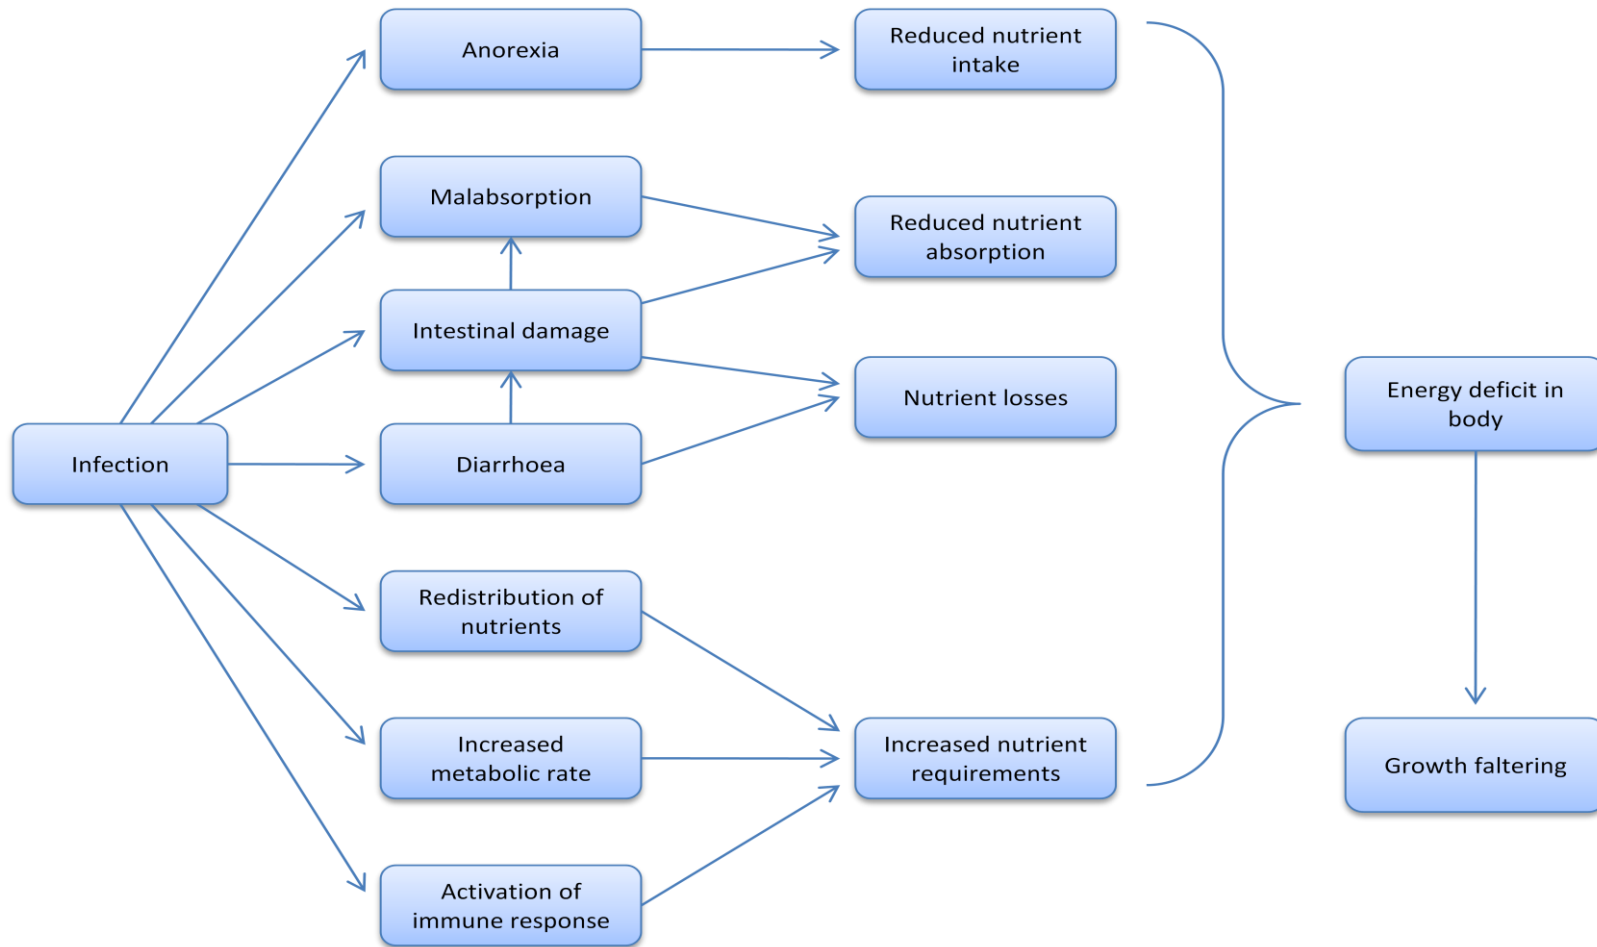 Anorexia
Reduced nutrient
intake
Malabsorption
Reduced nutrient
absorption
Intestinal damage
Nutrient losses
Energy deficit in
body
Infection
Diarrhoea
Redistribution of
nutrients
Increased
metabolic rate
Increased nutrient
requirements
Growth faltering
Activation of
immune response